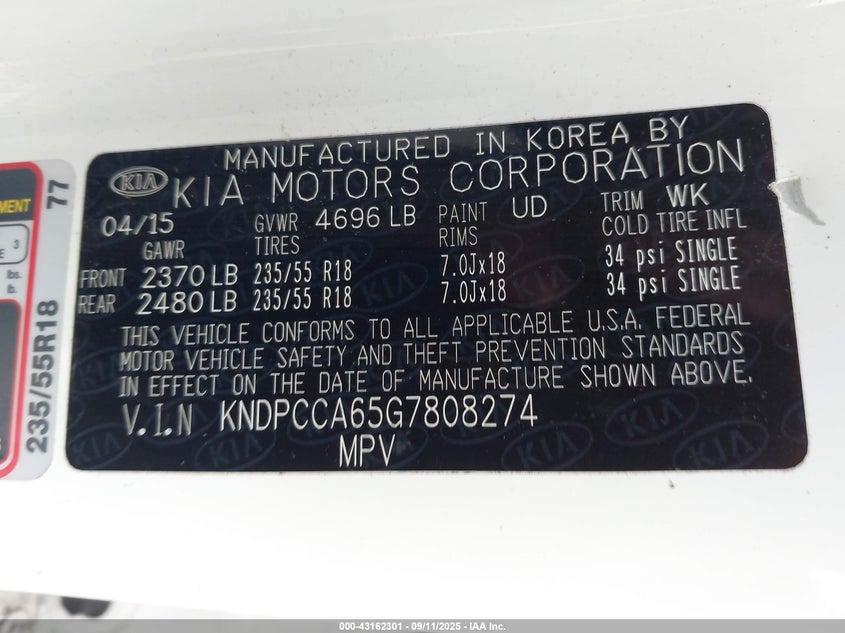 MANUFACTURED IN KOREA BY
KIA KIA MOTORS CORPORATION
04/15 GVWR 4696 LB PAINT UD TRIM WK
GAWR TIRES RIMS COLD TIRE INFL
FRONT 2370 LB 235/55 R18 7.0Jx18 34 psi SINGLE
REAR 2480 LB 235/55 R18 7.0Jx18 34 psi SINGLE
THIS VEHICLE CONFORMS TO ALL APPLICABLE U.S.A. FEDERAL
MOTOR VEHICLE SAFETY AND THEFT PREVENTION STANDARDS
IN EFFECT ON THE DATE OF MANUFACTURE SHOWN ABOVE.
V.I.N KNDPCCA65G7808274
MPV
77
235/55R18
3
lbs.
lb.
000-43162301 - 09/11/2025 - IAA Inc.